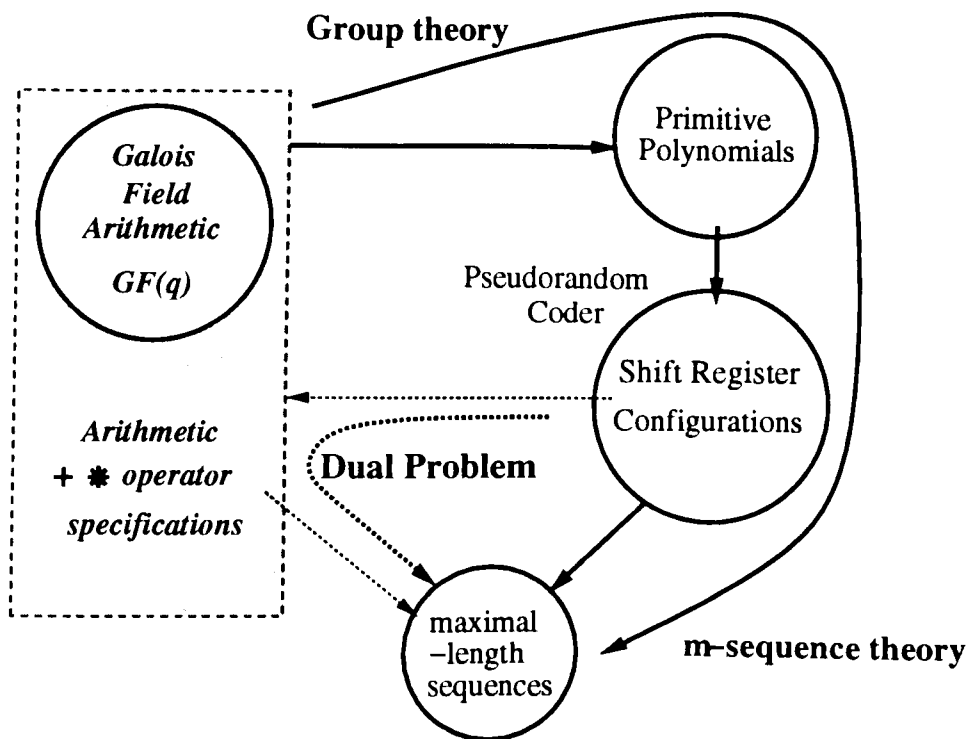 Group theory
Galois
Field
Arithmetic
GF(q)
Primitive
Polynomials
Pseudorandom
Coder
Shift Register
Configurations
Arithmetic
+ * operator
specifications
Dual Problem
maximal
-length
sequences
m-sequence theory